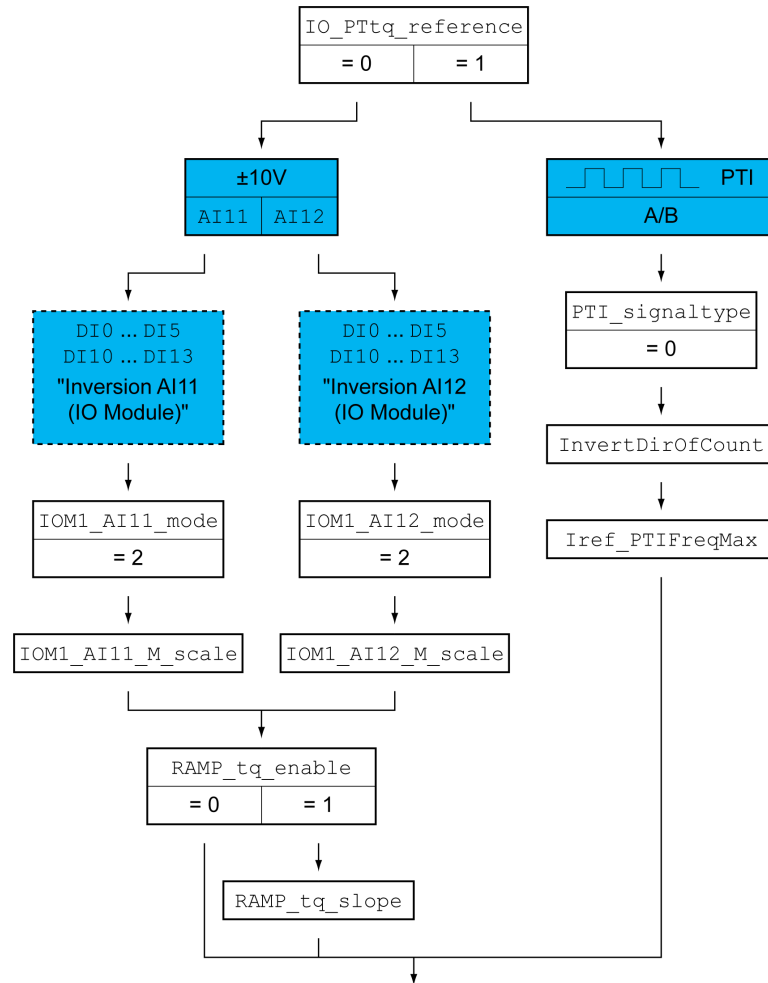 IO_PTtq_reference
= 0
= 1
±10V
AI11
AI12
PTI
A/B
DI0 ... DI5
DI10 ... DI13
"Inversion AI11
(IO Module)"
DI0 ... DI5
DI10 ... DI13
"Inversion AI12
(IO Module)"
PTI_signaltype
= 0
InvertDirOfCount
IOM1_AI11_mode
= 2
IOM1_AI12_mode
= 2
Iref_PTIFreqMax
IOM1_AI11_M_scale
IOM1_AI12_M_scale
RAMP_tq_enable
= 0
= 1
RAMP_tq_slope